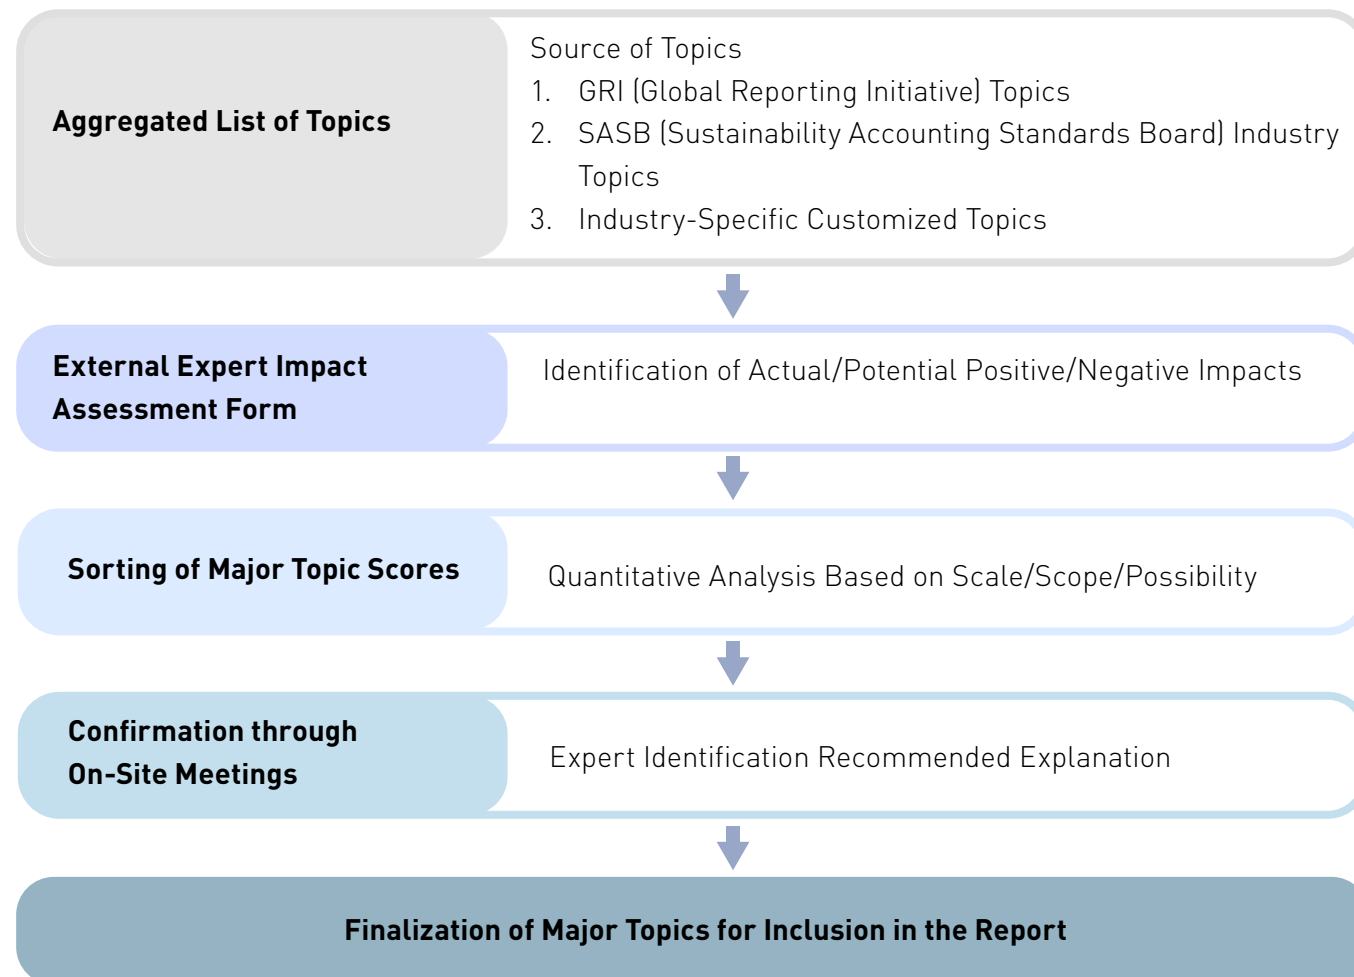 Aggregated List of Topics
Source of Topics
1. GRI (Global Reporting Initiative) Topics
2. SASB (Sustainability Accounting Standards Board) Industry
Topics
3. Industry-Specific Customized Topics
External Expert Impact
Assessment Form
Identification of Actual/Potential Positive/Negative Impacts
Sorting of Major Topic Scores
Quantitative Analysis Based on Scale/Scope/Possibility
Confirmation through
On-Site Meetings
Expert Identification Recommended Explanation
Finalization of Major Topics for Inclusion in the Report